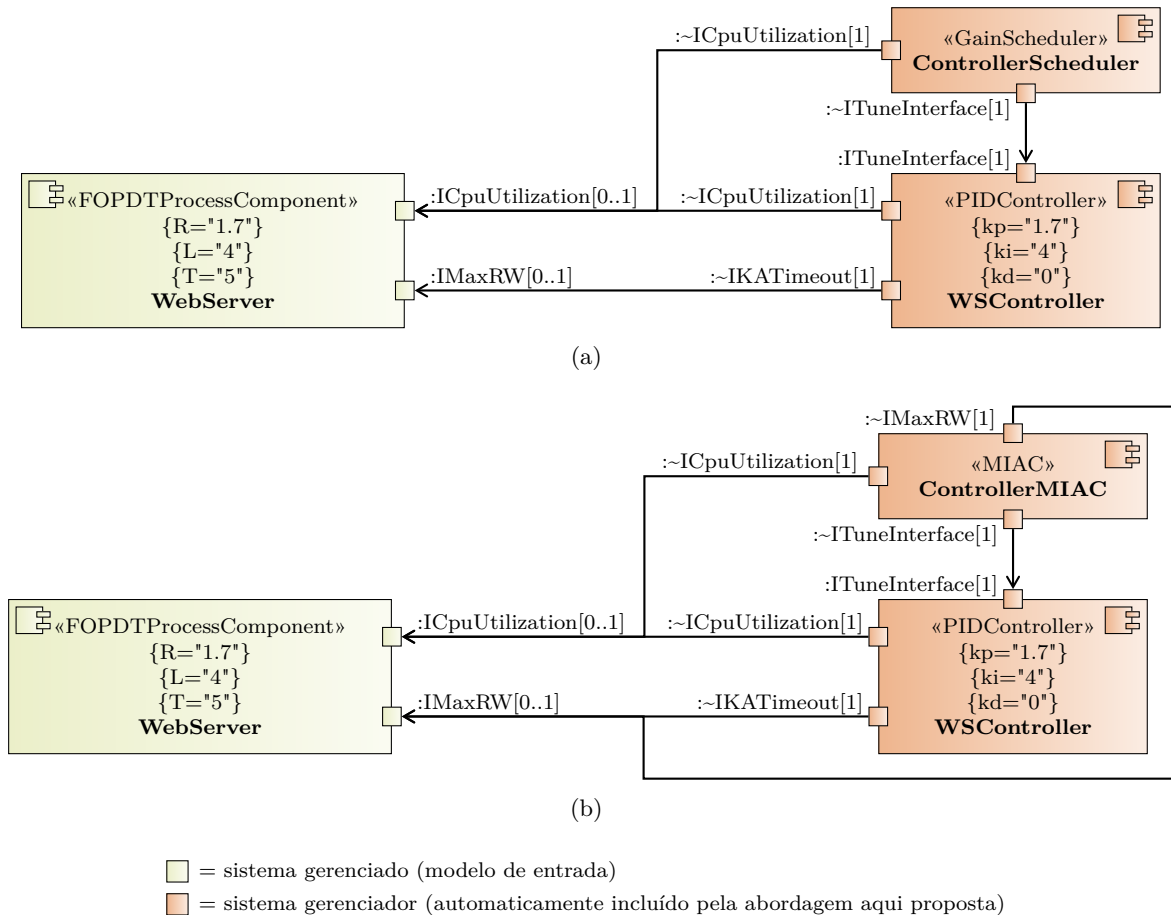 :~ICpuUtilization[1]
«GainScheduler»
ControllerScheduler
:~ITuneInterface[1]
:ITuneInterface[1]
«FOPDTProcessComponent»
{R="1.7"}
{L="4"}
{T="5"}
WebServer
:ICpuUtilization[0..1]
:~ICpuUtilization[1]
:IMaxRW[0..1]
:~IKATimeout[1]
«PIDController»
{kp="1.7"}
{ki="4"}
{kd="0"}
WSController
(a)
:~IMaxRW[1]
:~ICpuUtilization[1]
«MIAC»
ControllerMIAC
:~ITuneInterface[1]
:ITuneInterface[1]
«FOPDTProcessComponent»
{R="1.7"}
{L="4"}
{T="5"}
WebServer
:ICpuUtilization[0..1]
:~ICpuUtilization[1]
:IMaxRW[0..1]
:~IKATimeout[1]
«PIDController»
{kp="1.7"}
{ki="4"}
{kd="0"}
WSController
(b)
= sistema gerenciado (modelo de entrada)
= sistema gerenciador (automaticamente incluído pela abordagem aqui proposta)